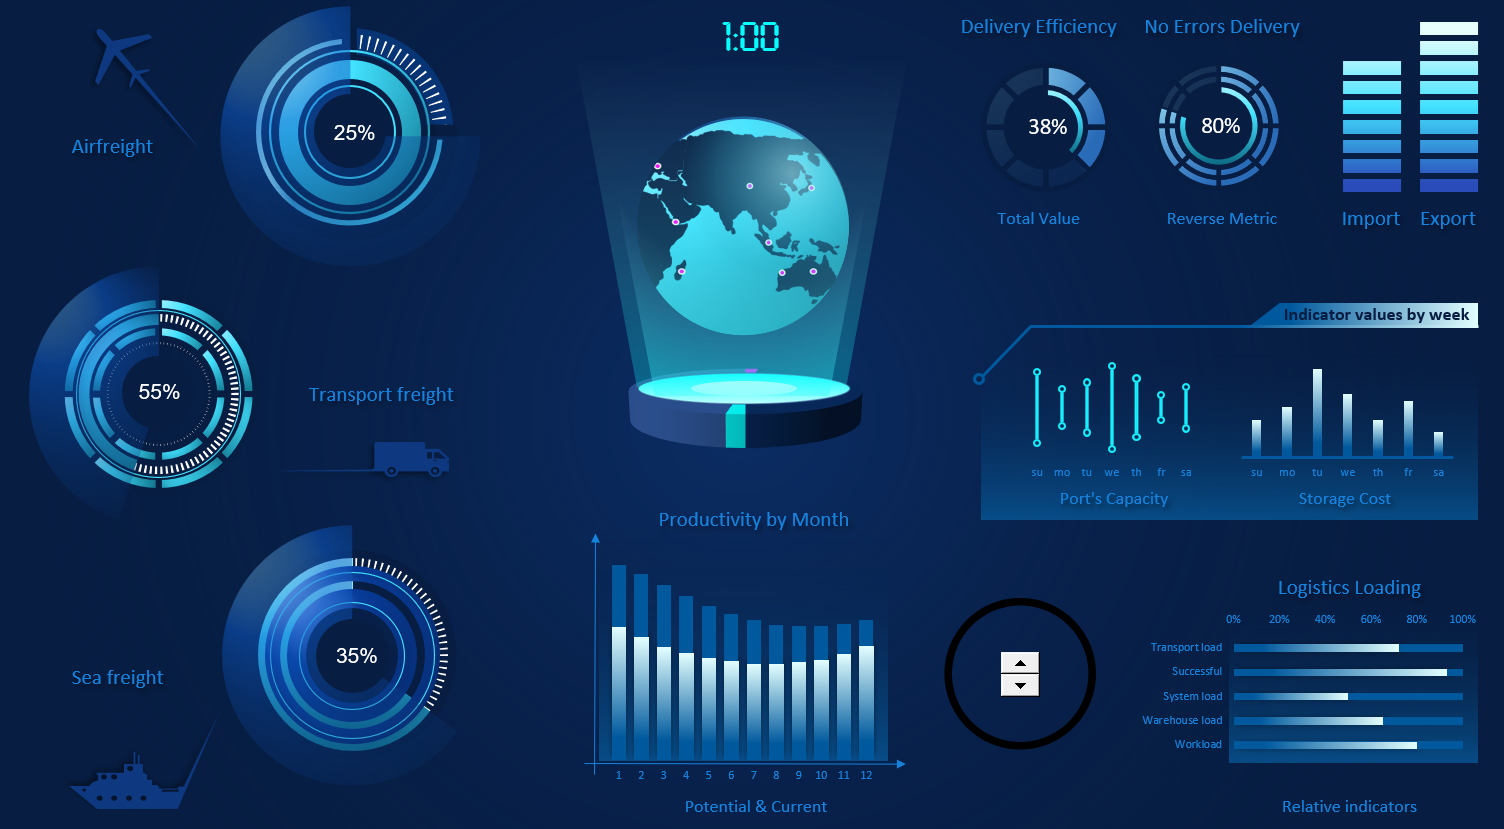 1:00
Delivery Efficiency
No Errors Delivery
Airfreight
25%
38%
80%
Total Value
Reverse Metric
Import
Export
Indicator values by week
55%
Transport freight
su mo tu we th fr sa
Port's Capacity
su mo tu we th fr sa
Storage Cost
Productivity by Month
1 2 3 4 5 6 7 8 9 10 11 12
Potential & Current
35%
Sea freight
Logistics Loading
0% 20% 40% 60% 80% 100%
Transport load
Successful
System load
Warehouse load
Workload
Relative indicators